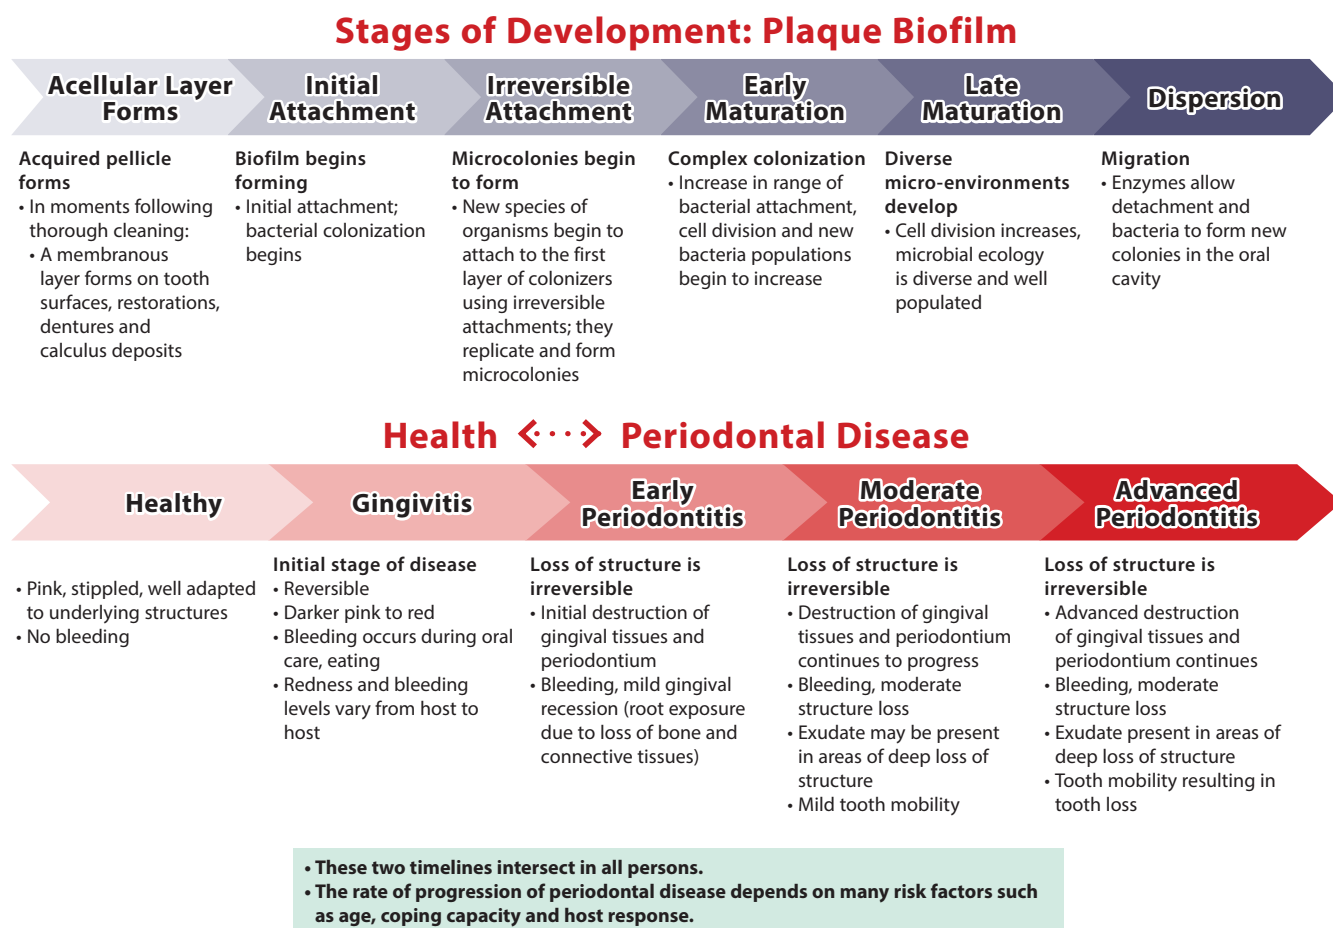 Stages of Development: Plaque Biofilm
Acellular Layer
Forms
Initial
Attachment
Irreversible
Attachment
Early
Maturation
Late
Maturation
Dispersion
Acquired pellicle
forms
• In moments following
thorough cleaning:
• A membranous
layer forms on tooth
surfaces, restorations,
dentures and
calculus deposits
Biofilm begins
forming
• Initial attachment;
bacterial colonization
begins
Microcolonies begin
to form
• New species of
organisms begin to
attach to the first
layer of colonizers
using irreversible
attachments; they
replicate and form
microcolonies
Complex colonization
• Increase in range of
bacterial attachment,
cell division and new
bacteria populations
begin to increase
Diverse
micro-environments
develop
• Cell division increases,
microbial ecology
is diverse and well
populated
Migration
• Enzymes allow
detachment and
bacteria to form new
colonies in the oral
cavity
Health <···> Periodontal Disease
Healthy
Gingivitis
Early
Periodontitis
Moderate
Periodontitis
Advanced
Periodontitis
• Pink, stippled, well adapted
to underlying structures
• No bleeding
Initial stage of disease
• Reversible
• Darker pink to red
• Bleeding occurs during oral
care, eating
• Redness and bleeding
levels vary from host to
host
Loss of structure is
irreversible
• Initial destruction of
gingival tissues and
periodontium
• Bleeding, mild gingival
recession (root exposure
due to loss of bone and
connective tissues)
Loss of structure is
irreversible
• Destruction of gingival
tissues and periodontium
continues to progress
• Bleeding, moderate
structure loss
• Exudate may be present
in areas of deep loss of
structure
• Mild tooth mobility
Loss of structure is
irreversible
• Advanced destruction
of gingival tissues and
periodontium continues
• Bleeding, moderate
structure loss
• Exudate present in areas of
deep loss of structure
• Tooth mobility resulting in
tooth loss
• These two timelines intersect in all persons.
• The rate of progression of periodontal disease depends on many risk factors such
as age, coping capacity and host response.